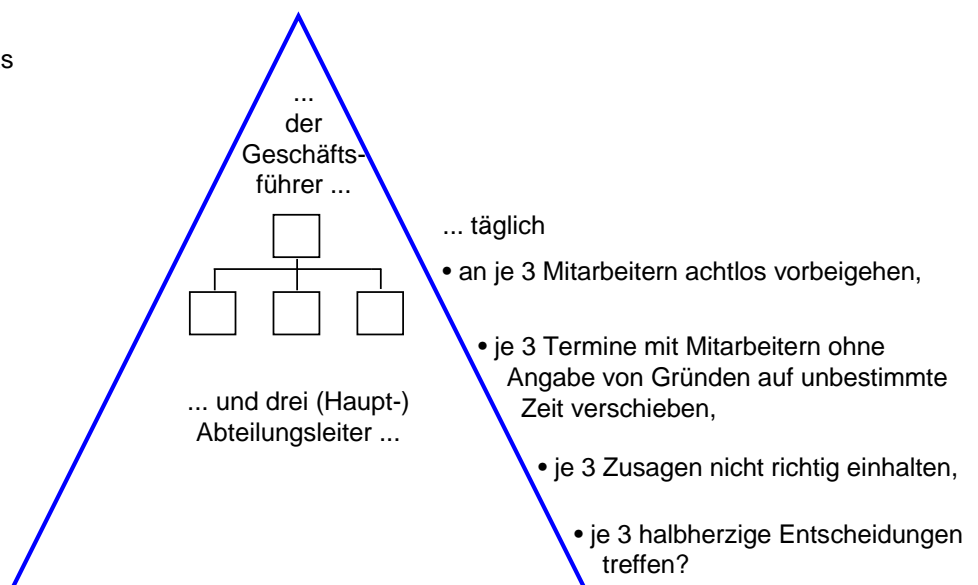 s
...
der
Geschäfts-
führer ...
... und drei (Haupt-)
Abteilungsleiter ...
... täglich
• an je 3 Mitarbeitern achtlos vorbeigehen,
• je 3 Termine mit Mitarbeitern ohne
Angabe von Gründen auf unbestimmte
Zeit verschieben,
• je 3 Zusagen nicht richtig einhalten,
• je 3 halbherzige Entscheidungen
treffen?